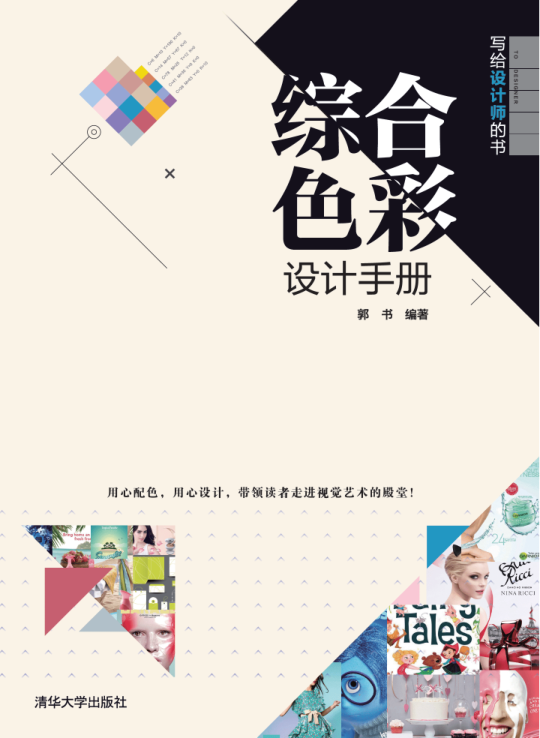 写给设计师的书
TO DESIGNER
综合
色彩
设计手册
郭 书 编著
用心配色，用心设计，带领读者走进视觉艺术的殿堂！
24
Ricci
NINA RICCI
Tales
清华大学出版社